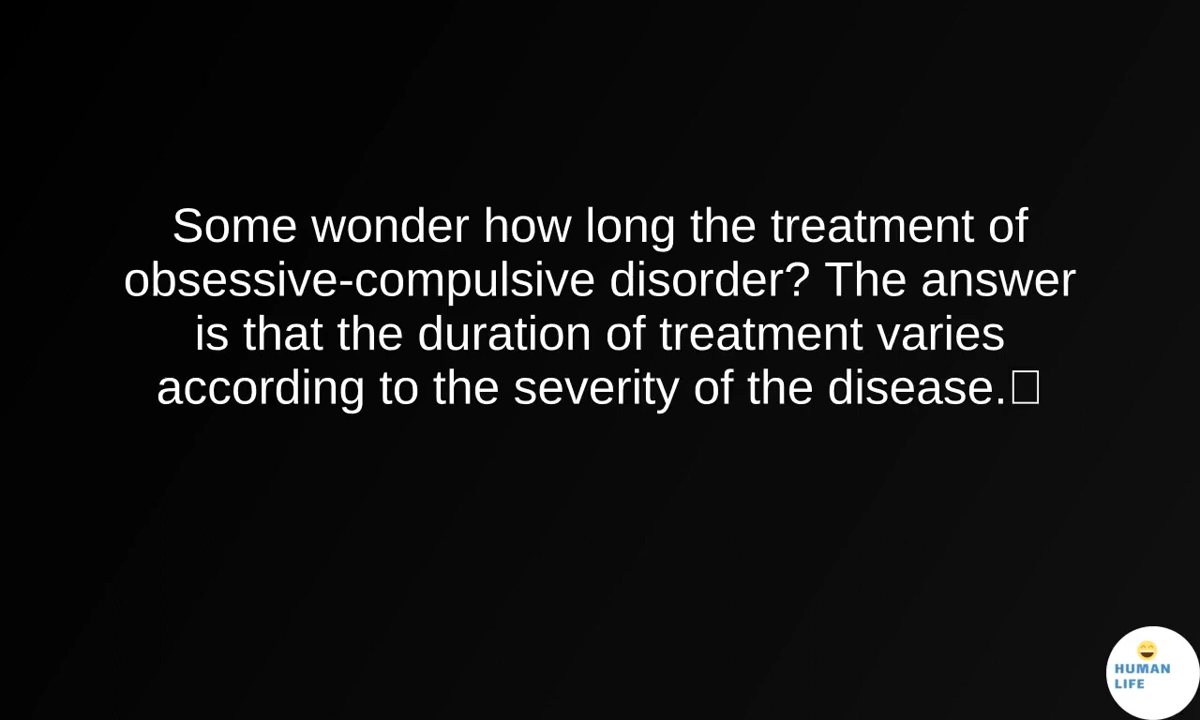 Some wonder how long the treatment of
obsessive-compulsive disorder? The answer
is that the duration of treatment varies
according to the severity of the disease.
HUMAN
LIFE